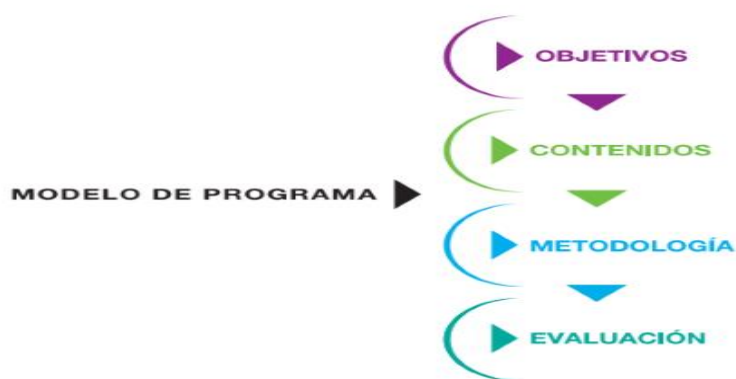 OBJETIVOS
CONTENIDOS
MODELO DE PROGRAMA
METODOLOGÍA
EVALUACIÓN